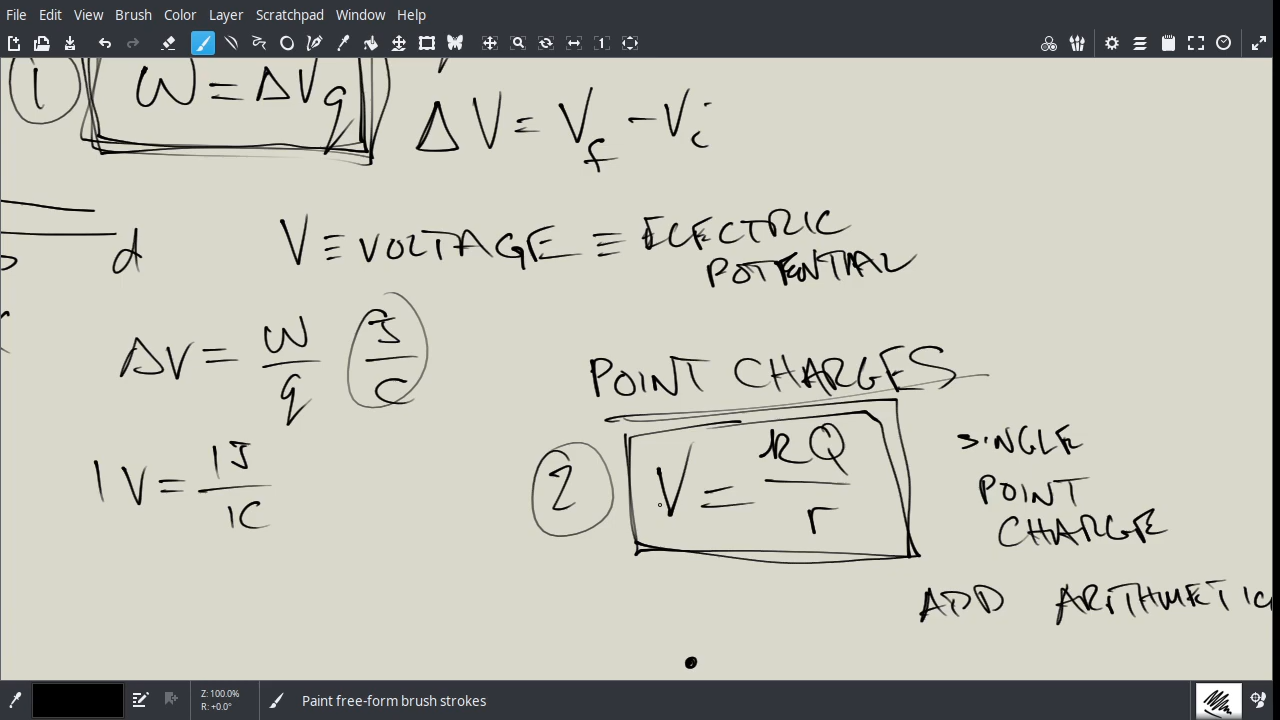 File Edit View Brush Color Layer Scratchpad Window Help
1 W = ΔVq
ΔV = Vf - Vi
d
V ≡ VOLTAGE ≡ ELECTRIC
POTENTIAL
ΔV = W/q J/C
POINT CHARGES
1V = 1J/1C
2 V = kQ/r
SINGLE
POINT
CHARGE
ADD ARITHMETIC
Z: 100.0%
R: +0.0°
Paint free-form brush strokes